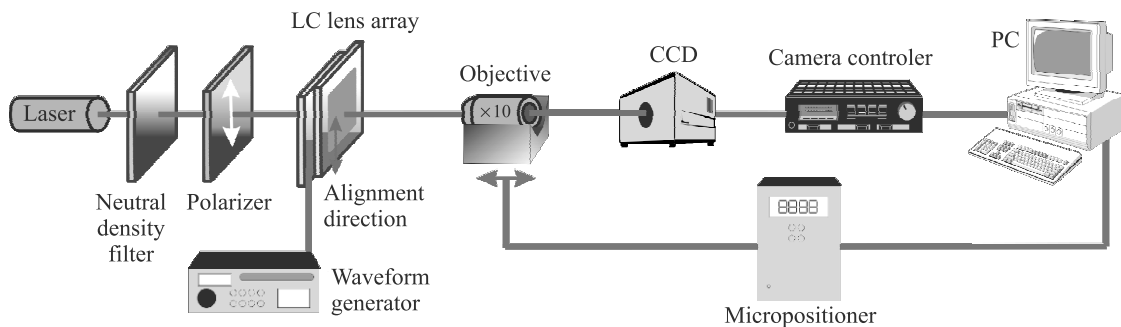 LC lens array
PC
CCD
Camera controler
Objective
×10
Laser
Neutral
density
filter
Polarizer
Alignment
direction
8888
Waveform
generator
Micropositioner